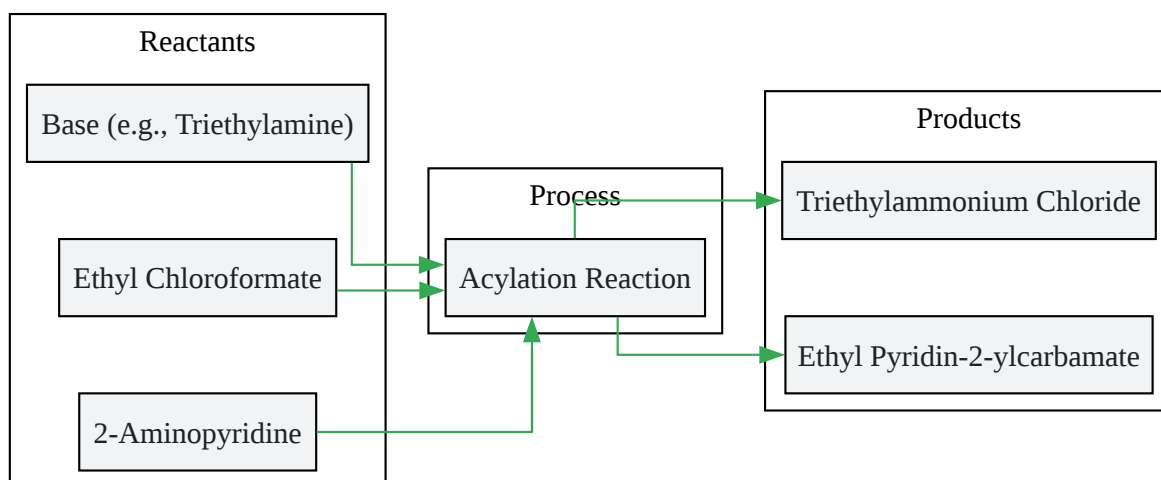 Reactants
Base (e.g., Triethylamine)
Ethyl Chloroformate
2-Aminopyridine
Process
Acylation Reaction
Products
Triethylammonium Chloride
Ethyl Pyridin-2-ylcarbamate